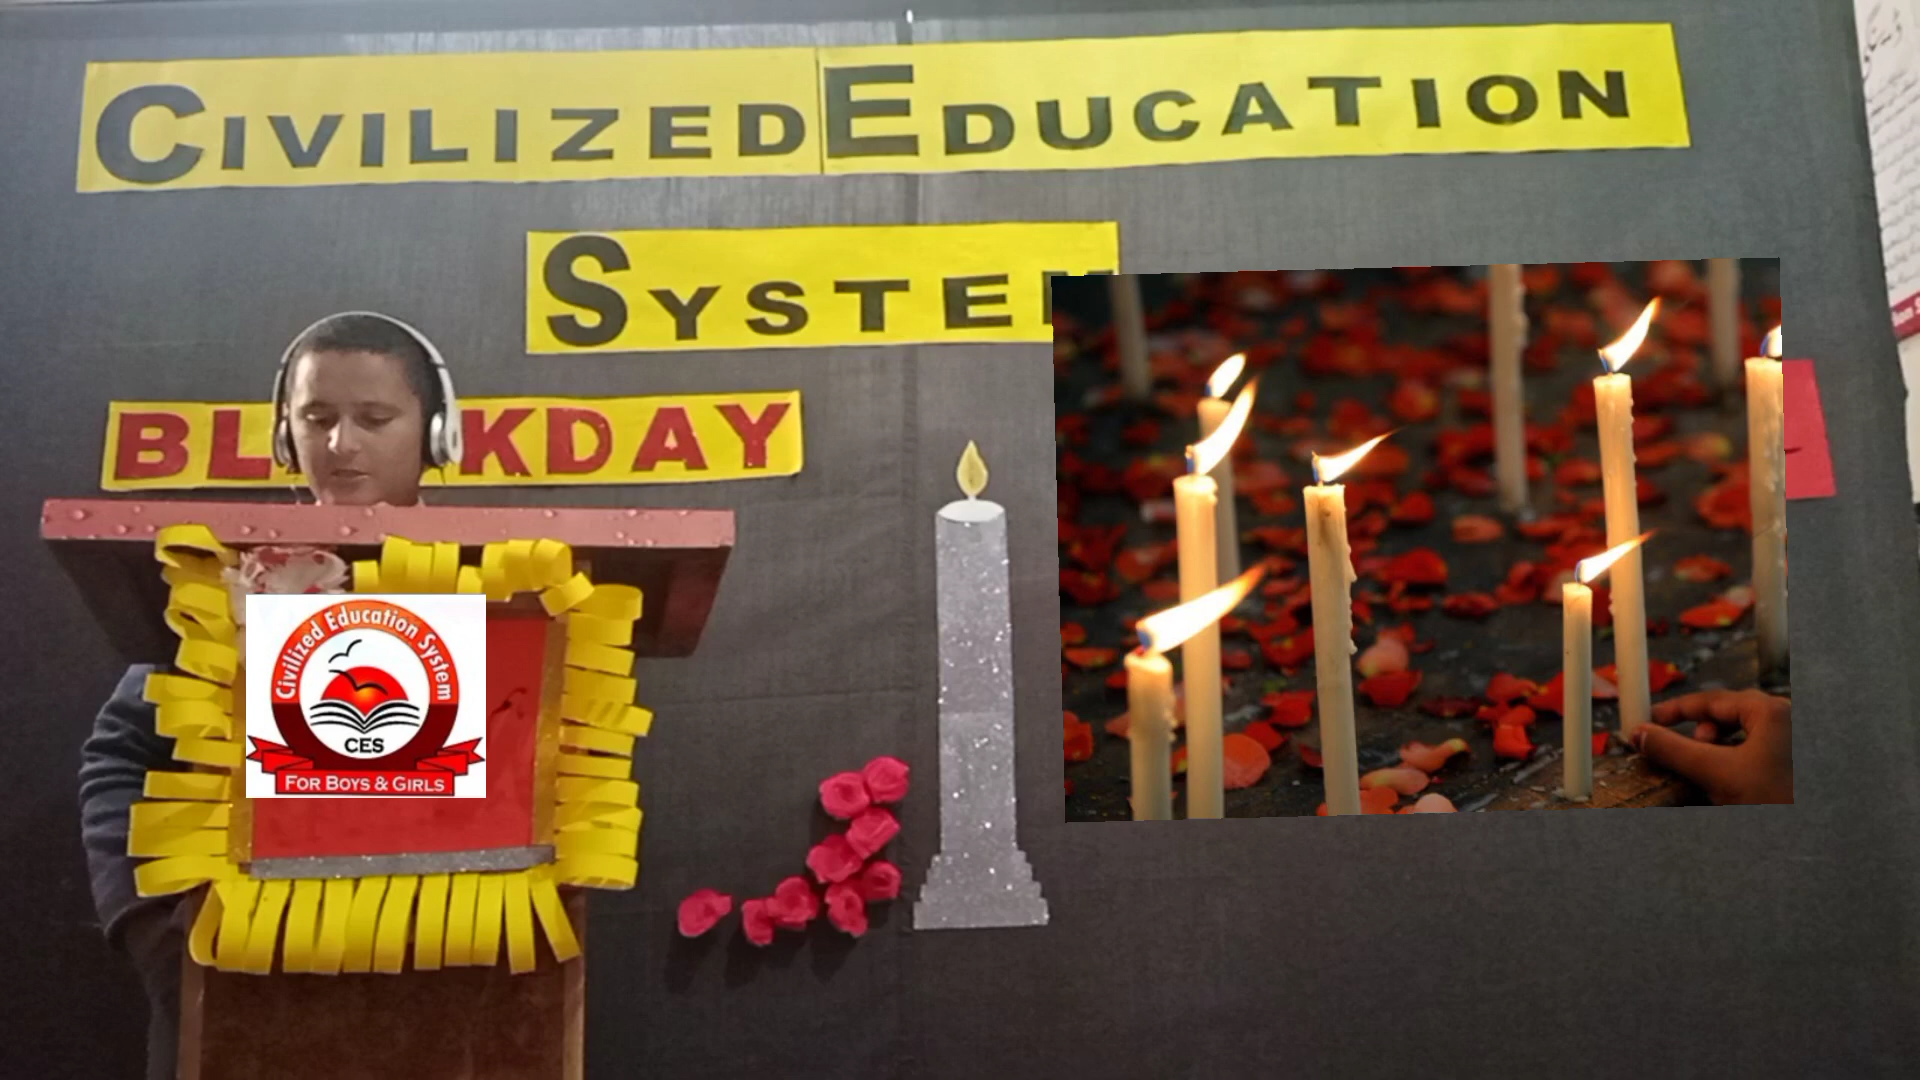 CIVILIZED EDUCATION
SYSTE
BL KDAY
Civilized Education System
CES
FOR BOYS & GIRLS